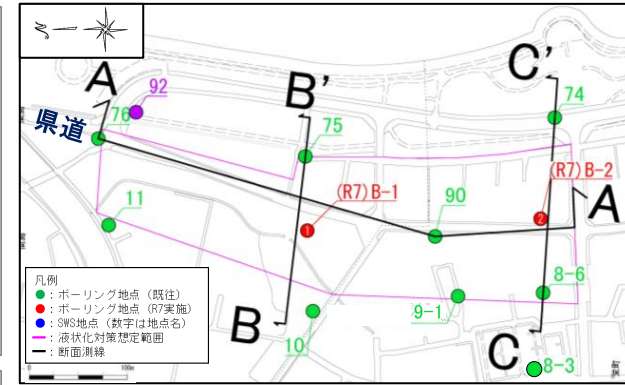 A
92
76
県道
11
B'
75
(R7)B-1
1
90
C'
74
(R7)B-2
2
A
8-6
9-1
10
B
C
8-3
凡例
●：ボーリング地点（既往）
●：ボーリング地点（R7実施）
●：SWS地点（数字は地点名）
━：液状化対策想定範囲
━：断面測線
0
100m